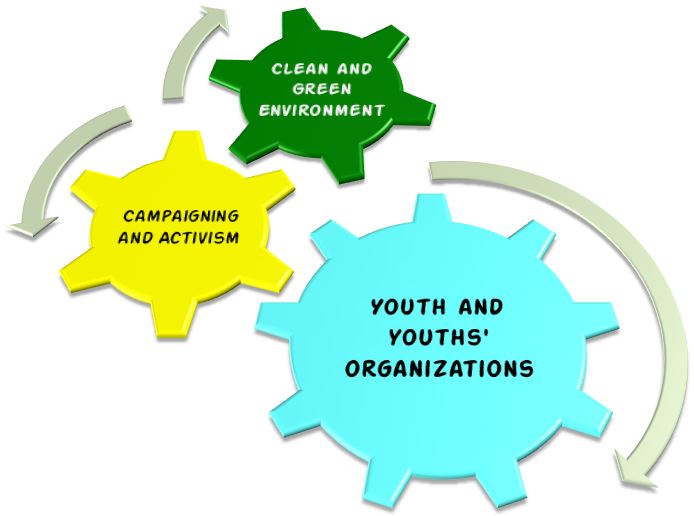 CLEAN AND
GREEN
ENVIRONMENT
CAMPAIGNING
AND ACTIVISM
YOUTH AND
YOUTHS'
ORGANIZATIONS